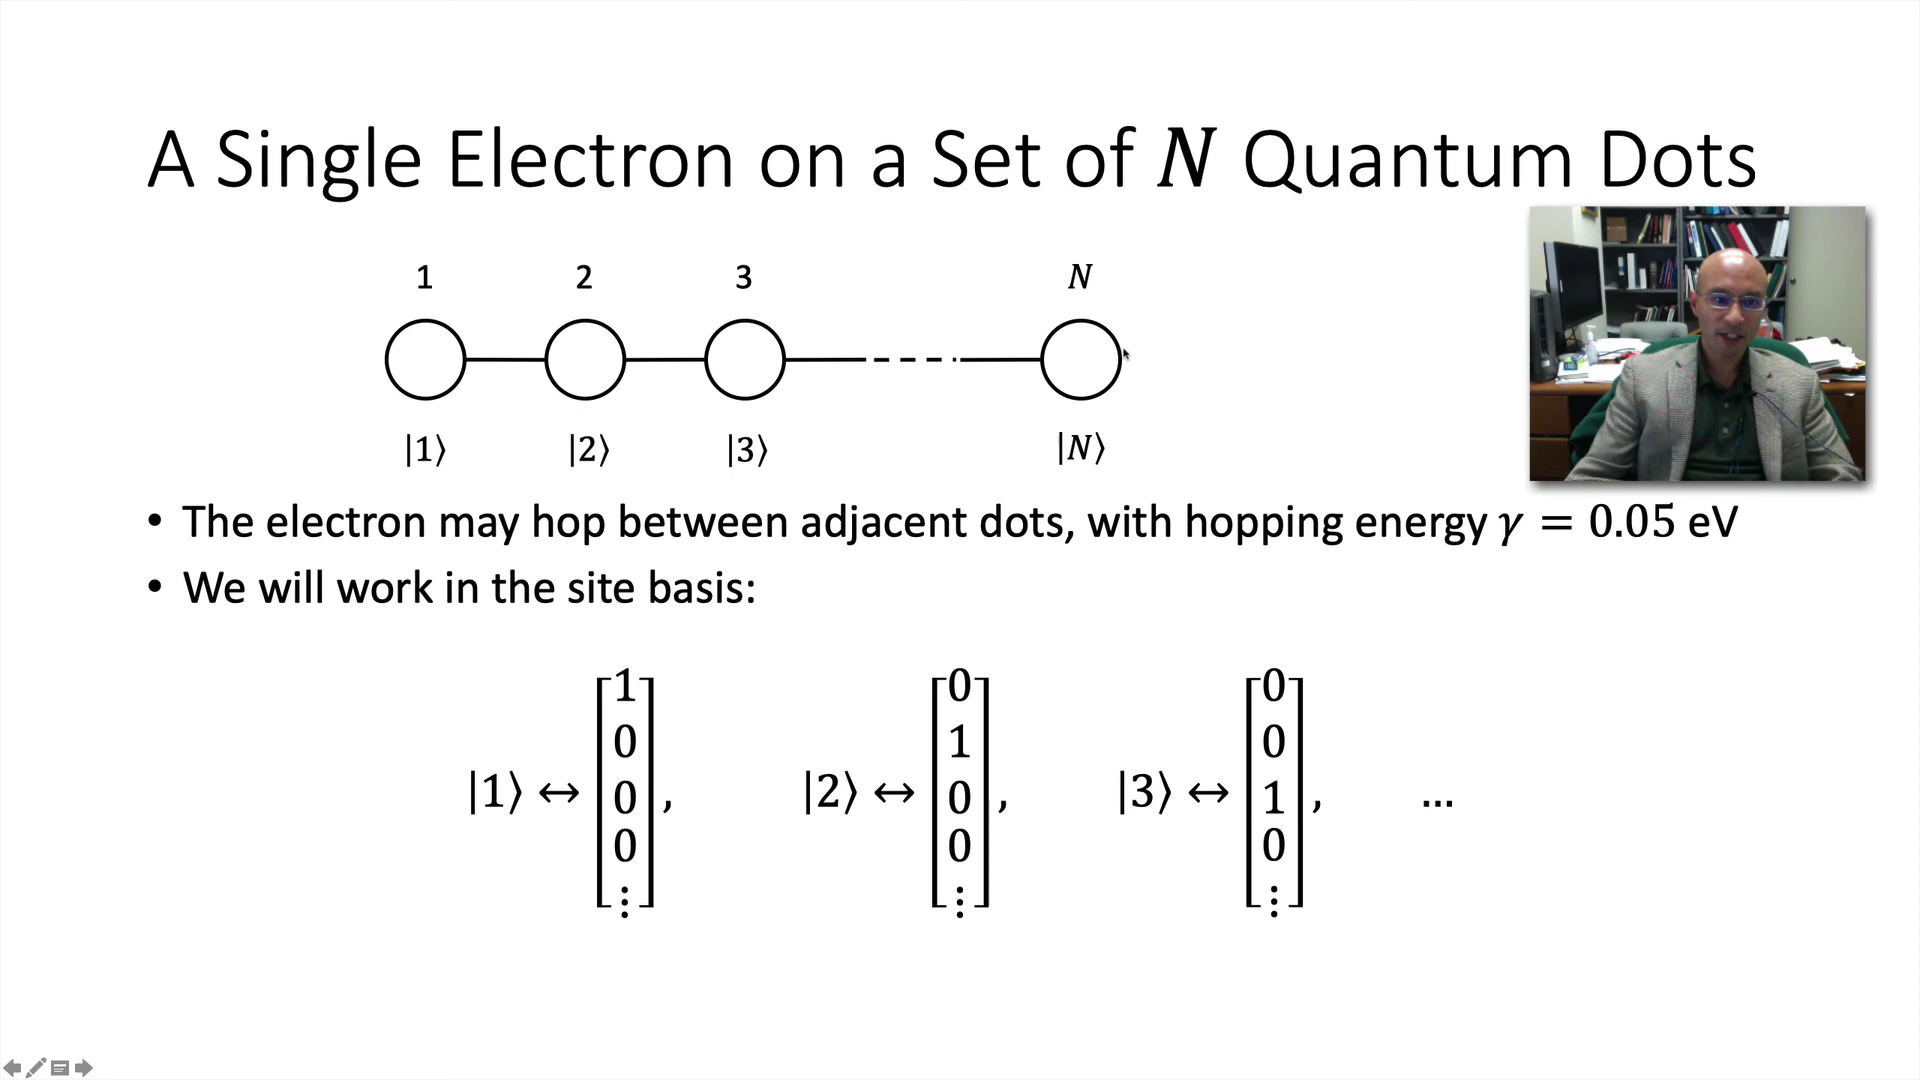 A Single Electron on a Set of N Quantum Dots
1 2 3 N
|1⟩ |2⟩ |3⟩ |N⟩
• The electron may hop between adjacent dots, with hopping energy γ = 0.05 eV
• We will work in the site basis:
|1⟩ ↔ [1 0 0 0 ⋮], |2⟩ ↔ [0 1 0 0 ⋮], |3⟩ ↔ [0 0 1 0 ⋮], ...